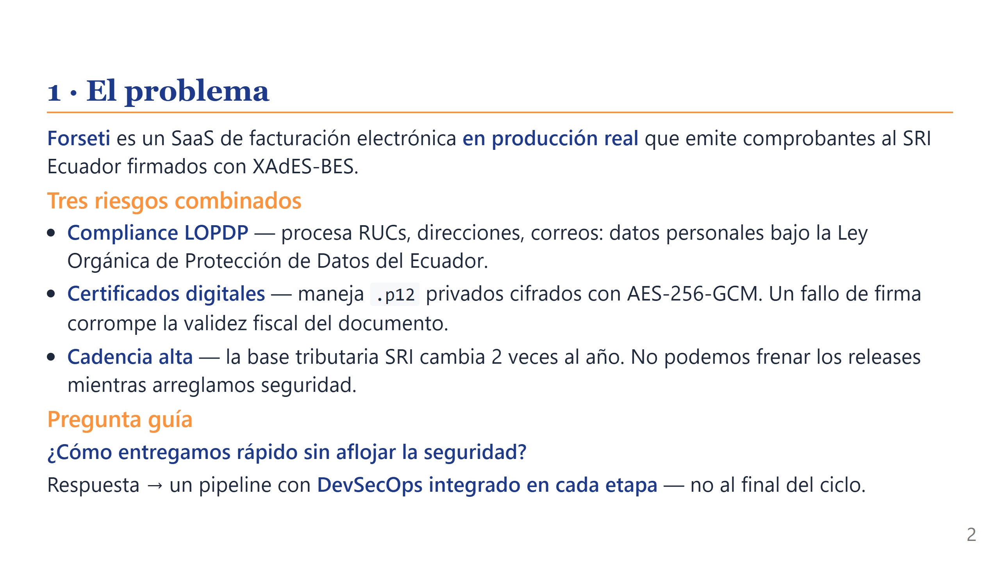 1 · El problema
Forseti es un SaaS de facturación electrónica en producción real que emite comprobantes al SRI
Ecuador firmados con XAdES-BES.
Tres riesgos combinados
• Compliance LOPDP — procesa RUCs, direcciones, correos: datos personales bajo la Ley
Orgánica de Protección de Datos del Ecuador.
• Certificados digitales — maneja .p12 privados cifrados con AES-256-GCM. Un fallo de firma
corrompe la validez fiscal del documento.
• Cadencia alta — la base tributaria SRI cambia 2 veces al año. No podemos frenar los releases
mientras arreglamos seguridad.
Pregunta guía
¿Cómo entregamos rápido sin aflojar la seguridad?
Respuesta → un pipeline con DevSecOps integrado en cada etapa — no al final del ciclo.
2